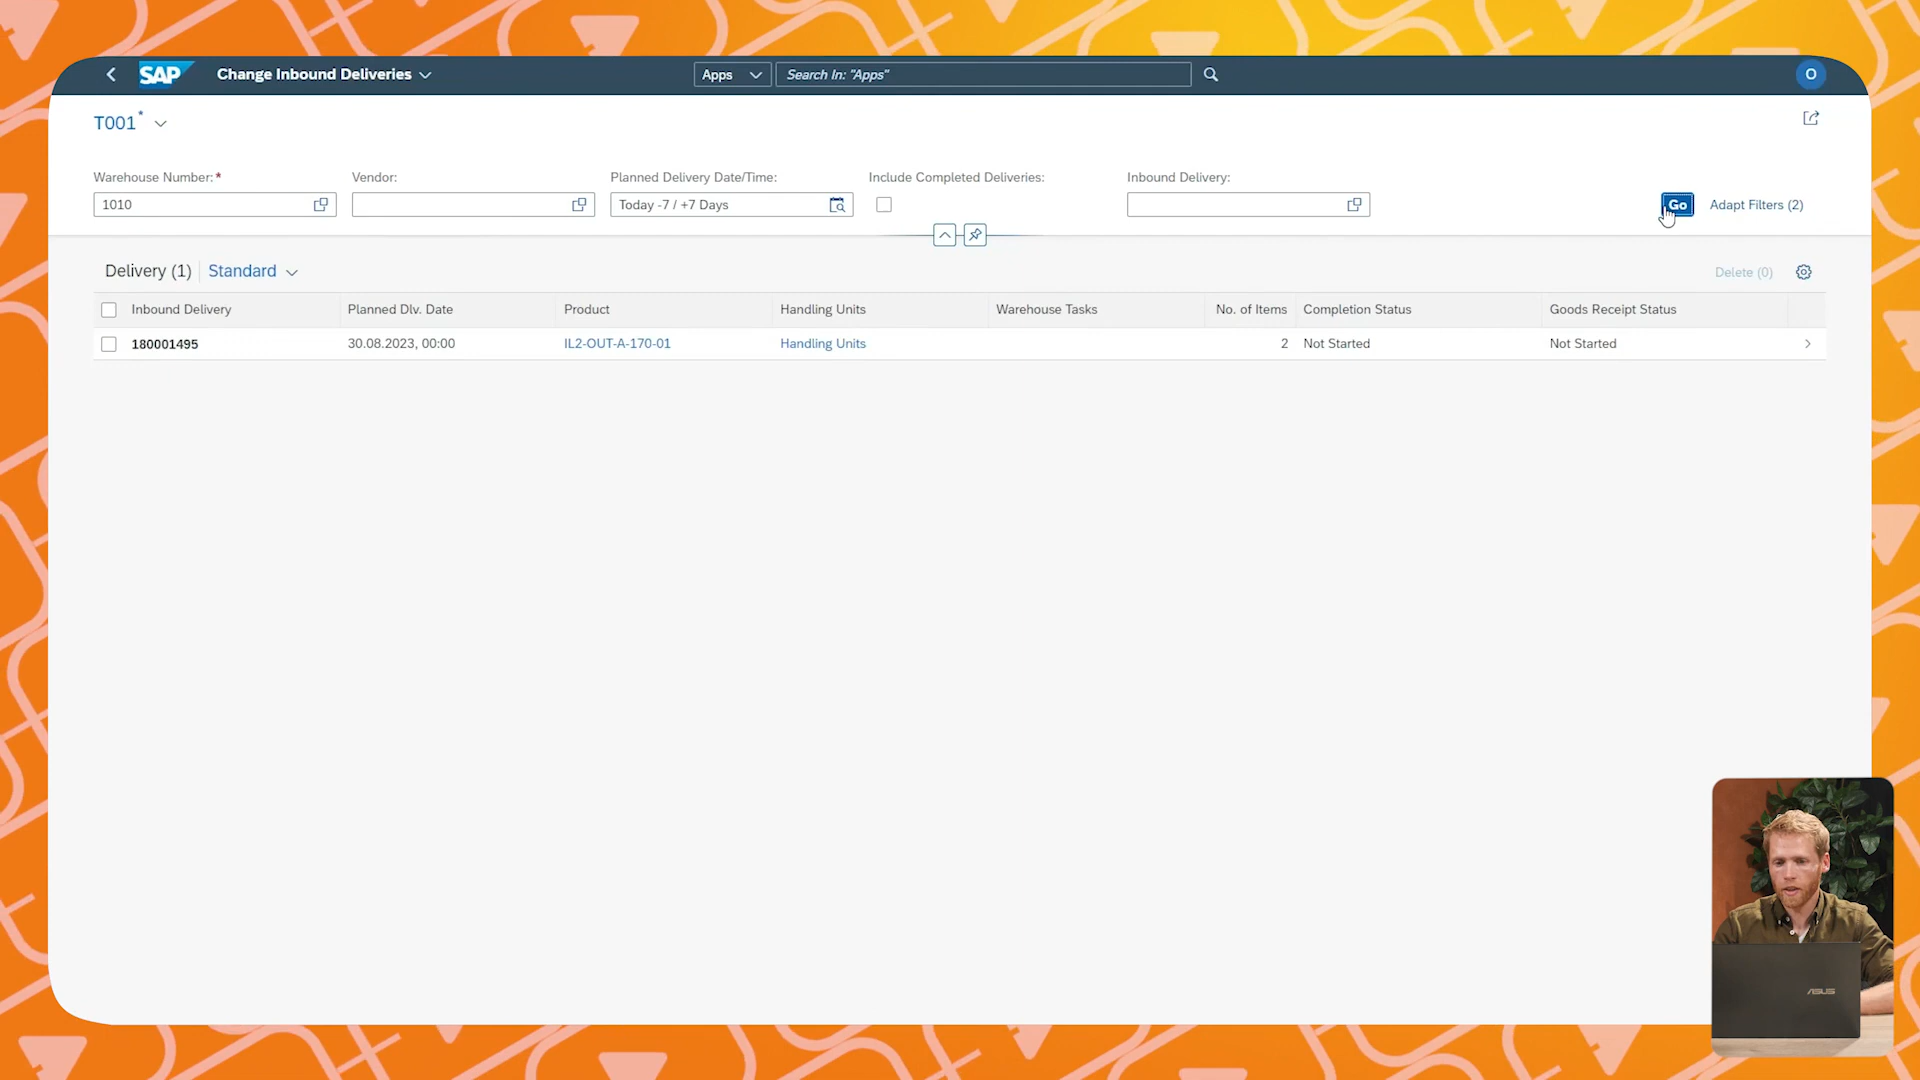 SAP Change Inbound Deliveries Apps Search In: "Apps" O
T001*
Warehouse Number:* Vendor: Planned Delivery Date/Time: Include Completed Deliveries: Inbound Delivery:
1010 Today -7 / +7 Days Go Adapt Filters (2)
Delivery (1) Standard Delete (0)
Inbound Delivery Planned Dlv. Date Product Handling Units Warehouse Tasks No. of Items Completion Status Goods Receipt Status
180001495 30.08.2023, 00:00 IL2-OUT-A-170-01 Handling Units 2 Not Started Not Started
ASUS